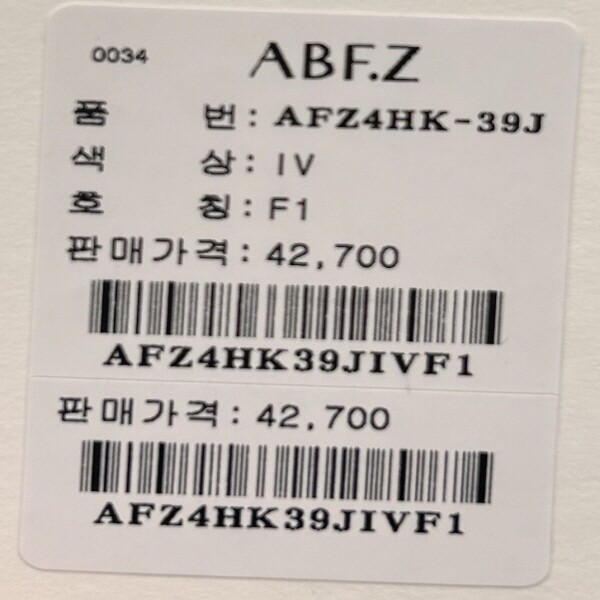 0034 ABF.Z
품 번: AFZ4HK-39J
색 상: IV
호 칭: F1
판매가격: 42,700
AFZ4HK39JIVF1
판매가격: 42,700
AFZ4HK39JIVF1